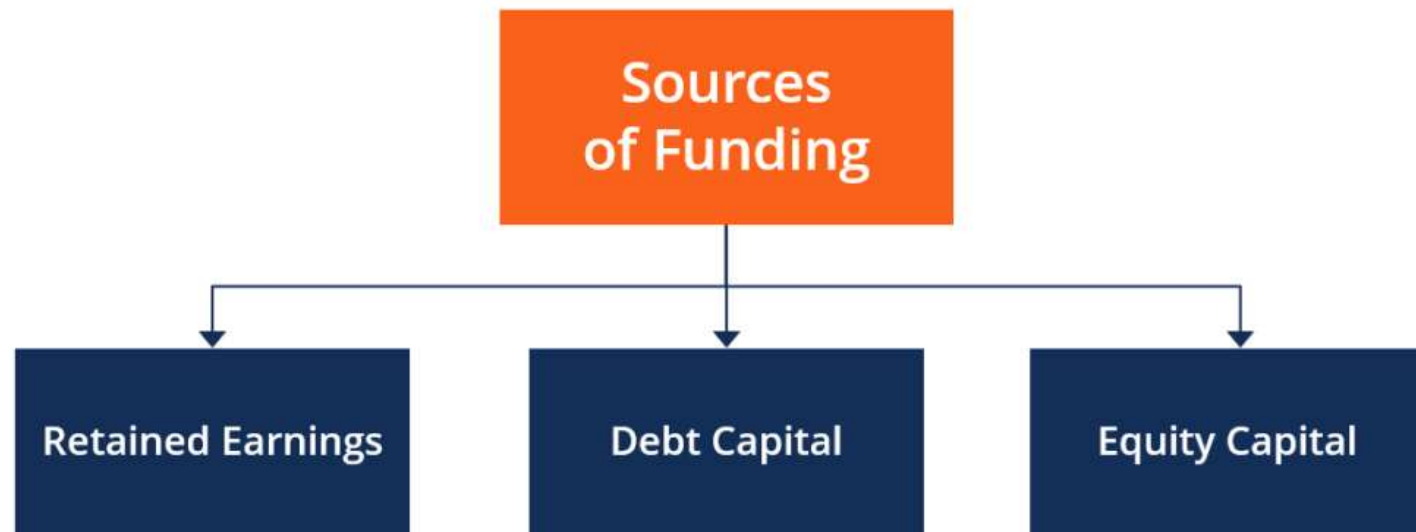 Sources
of Funding
Retained Earnings
Debt Capital
Equity Capital